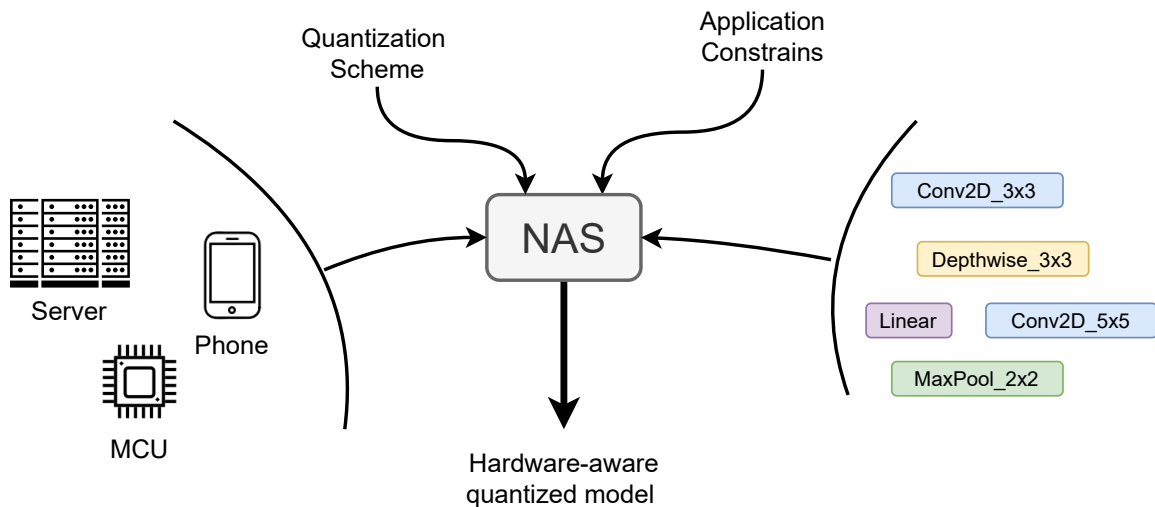 Quantization
Scheme
Application
Constrains
NAS
Server
Phone
MCU
Conv2D_3x3
Depthwise_3x3
Linear
Conv2D_5x5
MaxPool_2x2
Hardware-aware
quantized model